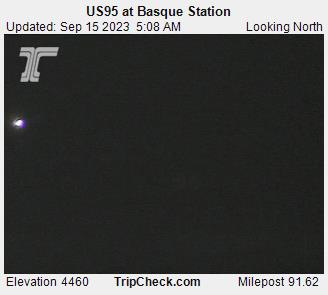 US95 at Basque Station
Updated: Sep 15 2023 5:08 AM Looking North
Elevation 4460 TripCheck.com Milepost 91.62